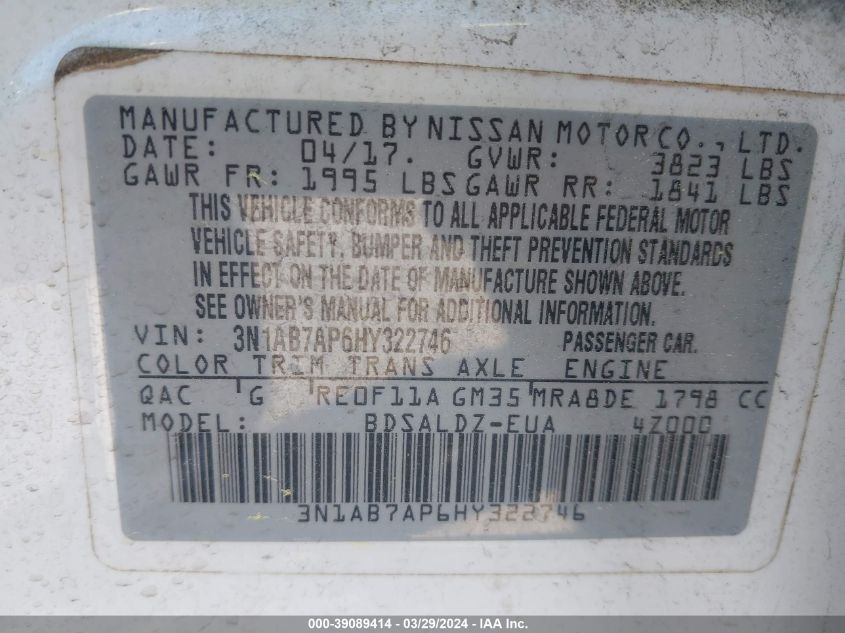 MANUFACTURED BY NISSAN MOTOR CO., LTD.
DATE: 04/17. GVWR: 3823 LBS
GAWR FR: 1995 LBS GAWR RR: 1841 LBS
THIS VEHICLE CONFORMS TO ALL APPLICABLE FEDERAL MOTOR
VEHICLE SAFETY, BUMPER AND THEFT PREVENTION STANDARDS
IN EFFECT ON THE DATE OF MANUFACTURE SHOWN ABOVE.
SEE OWNER'S MANUAL FOR ADDITIONAL INFORMATION.
VIN: 3N1AB7AP6HY322746 PASSENGER CAR.
COLOR TRIM TRANS AXLE ENGINE
QAC G RE0F11A GM35 MRA8DE 1798 CC
MODEL: BDSALDZ-EUA 4Z000
3N1AB7AP6HY322746
000-39089414 - 03/29/2024 - Copyright © IAA, Inc.